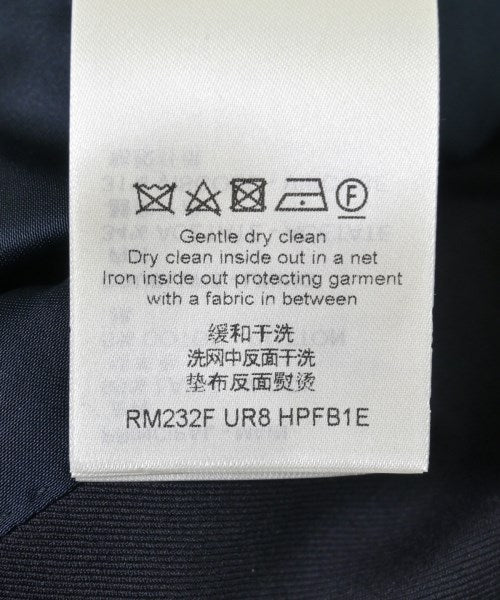 F
Gentle dry clean
Dry clean inside out in a net
Iron inside out protecting garment
with a fabric in between
缓和干洗
洗网中反面干洗
垫布反面熨烫
RM232F UR8 HPFB1E